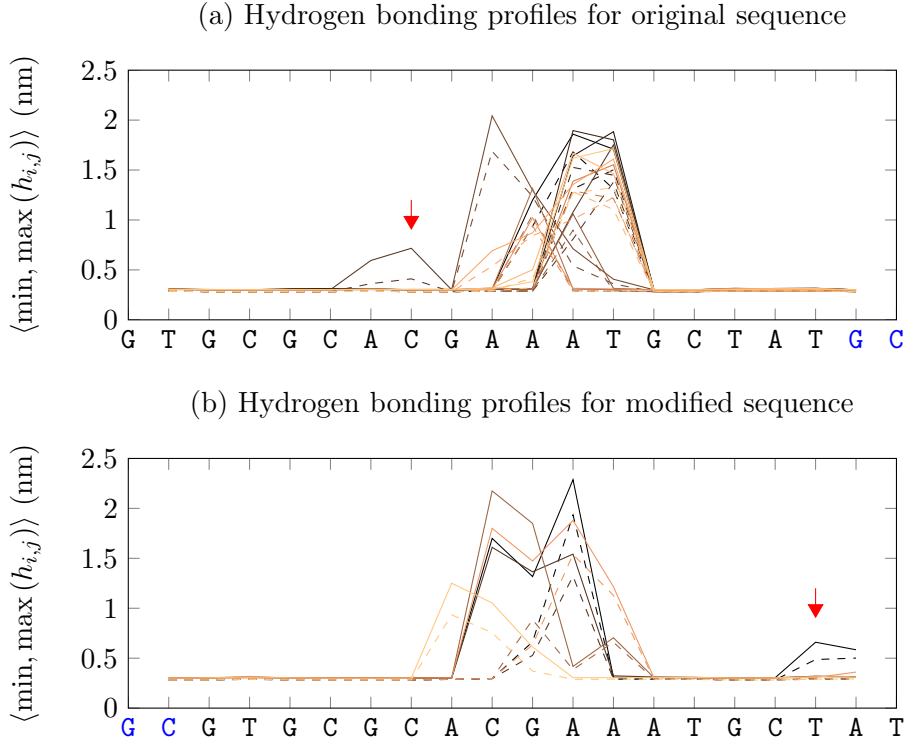 (a) Hydrogen bonding profiles for original sequence
⟨min, max (h_{i,j})⟩ (nm)
2.5
2
1.5
1
0.5
0
G T G C G C A C G A A A T G C T A T G C
(b) Hydrogen bonding profiles for modified sequence
⟨min, max (h_{i,j})⟩ (nm)
2.5
2
1.5
1
0.5
0
G C G T G C G C A C G A A A T G C T A T